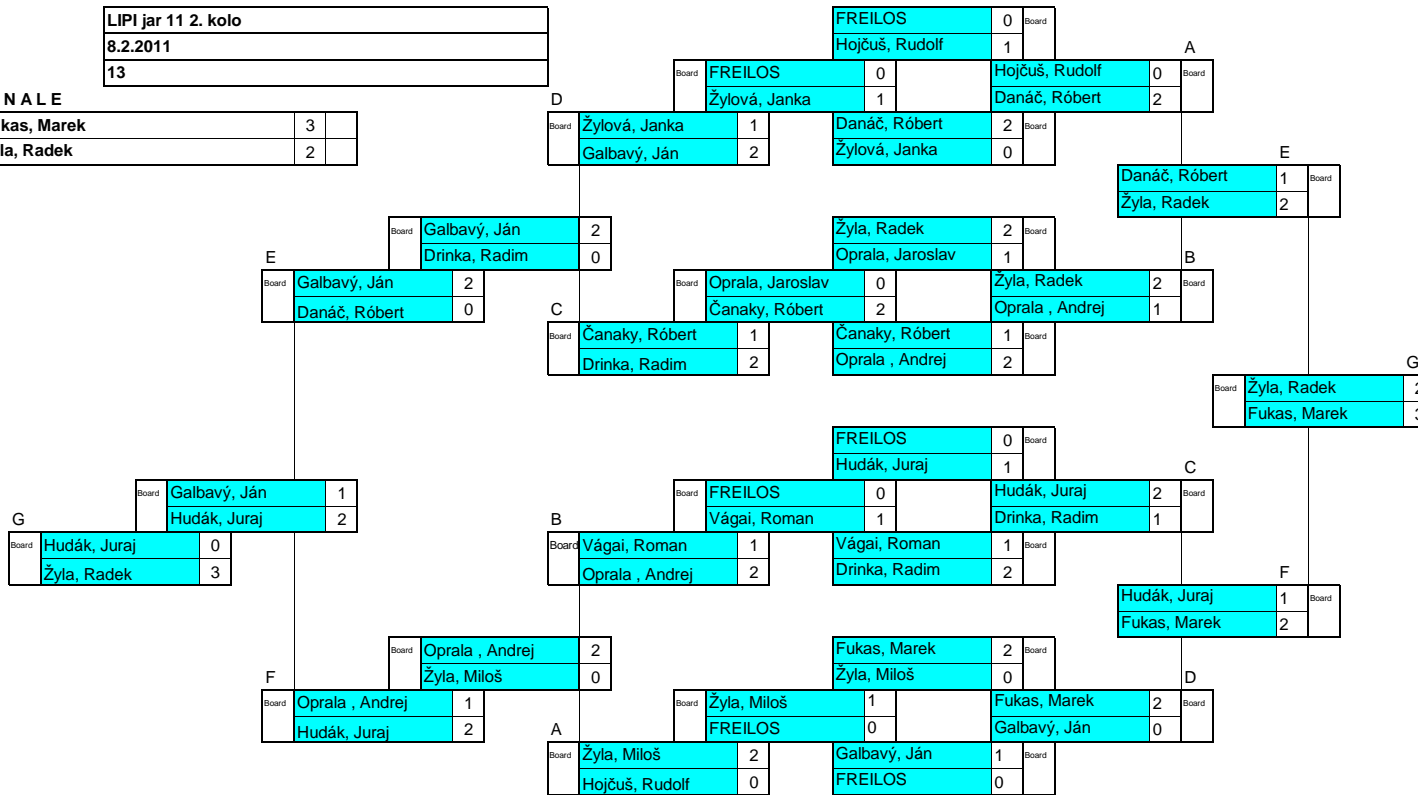 LIPI jar 11 2. kolo
8.2.2011
13
N A L E
kas, Marek 3
la, Radek 2
FREILOS 0 Board
Hojčuš, Rudolf 1
A
Board FREILOS 0
Žylová, Janka 1
Hojčuš, Rudolf 0 Board
Danáč, Róbert 2
D
Board Žylová, Janka 1
Galbavý, Ján 2
Danáč, Róbert 2 Board
Žylová, Janka 0
E
Danáč, Róbert 1 Board
Žyla, Radek 2
Board Galbavý, Ján 2
Drinka, Radim 0
Žyla, Radek 2 Board
Oprala, Jaroslav 1
E
Board Galbavý, Ján 2
Danáč, Róbert 0
Board Oprala, Jaroslav 0
Čanaky, Róbert 2
B
Žyla, Radek 2 Board
Oprala , Andrej 1
C
Board Čanaky, Róbert 1
Drinka, Radim 2
Čanaky, Róbert 1 Board
Oprala , Andrej 2
G
Board Žyla, Radek 2
Fukas, Marek 3
FREILOS 0 Board
Hudák, Juraj 1
Board Galbavý, Ján 1
Hudák, Juraj 2
Board FREILOS 0
Vágai, Roman 1
C
Hudák, Juraj 2 Board
Drinka, Radim 1
G
Board Hudák, Juraj 0
Žyla, Radek 3
B
Board Vágai, Roman 1
Oprala , Andrej 2
Vágai, Roman 1 Board
Drinka, Radim 2
F
Hudák, Juraj 1 Board
Fukas, Marek 2
Board Oprala , Andrej 2
Žyla, Miloš 0
Fukas, Marek 2 Board
Žyla, Miloš 0
F
Board Oprala , Andrej 1
Hudák, Juraj 2
Board Žyla, Miloš 1
FREILOS 0
D
Fukas, Marek 2 Board
Galbavý, Ján 0
A
Board Žyla, Miloš 2
Hojčuš, Rudolf 0
Galbavý, Ján 1 Board
FREILOS 0